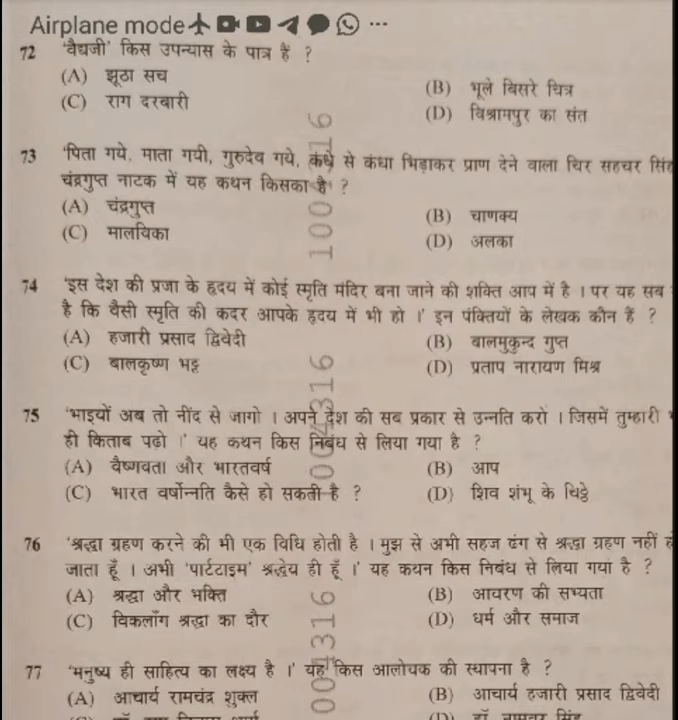 Airplane mode ...
72 'वैद्यजी' किस उपन्यास के पात्र हैं ?
(A) झूठा सच
(B) भूले बिसरे चित्र
(C) राग दरबारी
(D) विश्रामपुर का संत
73 'पिता गये, माता गयी, गुरुदेव गये, कंधे से कंधा भिड़ाकर प्राण देने वाला चिर सहचर
चंद्रगुप्त नाटक में यह कथन किसका है ?
(A) चंद्रगुप्त
(B) चाणक्य
(C) मालविका
(D) अलका
74 'इस देश की प्रजा के हृदय में कोई स्मृति मंदिर बना जाने की शक्ति आप में है । पर यह सब
है कि वैसी स्मृति की कदर आपके हृदय में भी हो ।' इन पंक्तियों के लेखक कौन हैं ?
(A) हजारी प्रसाद द्विवेदी
(B) बालमुकुन्द गुप्त
(C) बालकृष्ण भट्ट
(D) प्रताप नारायण मिश्र
75 'भाइयों अब तो नींद से जागो । अपने देश की सब प्रकार से उन्नति करो । जिसमें तुम्हारी
ही किताब पढ़ो ।' यह कथन किस निबंध से लिया गया है ?
(A) वैष्णवता और भारतवर्ष
(B) आप
(C) भारत वर्षोन्नति कैसे हो सकती है ?
(D) शिव शंभू के चिट्ठे
76 'श्रद्धा ग्रहण करने की भी एक विधि होती है । मुझ से अभी सहज ढंग से श्रद्धा ग्रहण नहीं
जाता हूँ । अभी 'पार्टटाइम' श्रद्धेय ही हूँ ।' यह कथन किस निबंध से लिया गया है ?
(A) श्रद्धा और भक्ति
(B) आचरण की सभ्यता
(C) विकलाँग श्रद्धा का दौर
(D) धर्म और समाज
77 'मनुष्य ही साहित्य का लक्ष्य है ।' यह किस आलोचक की स्थापना है ?
(A) आचार्य रामचंद्र शुक्ल
(B) आचार्य हजारी प्रसाद द्विवेदी
(D) डॉ. नामवर सिंह
004316
001316